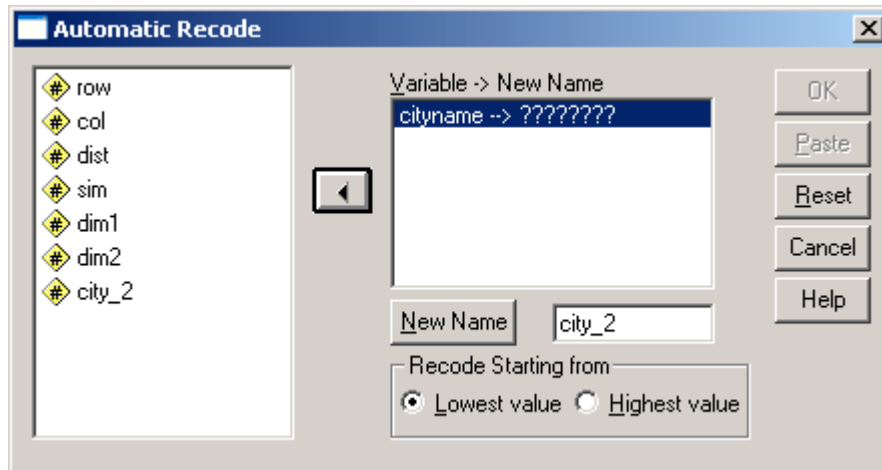 Automatic Recode
row
col
dist
sim
dim1
dim2
city_2
Variable -> New Name
cityname --> ????????
New Name
city_2
Recode Starting from
Lowest value
Highest value
OK
Paste
Reset
Cancel
Help